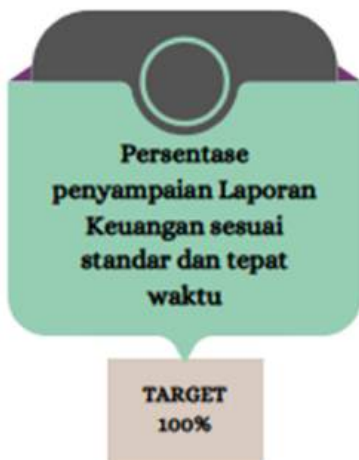 Persentase
penyampaian Laporan
Keuangan sesuai
standar dan tepat
waktu
TARGET
100%